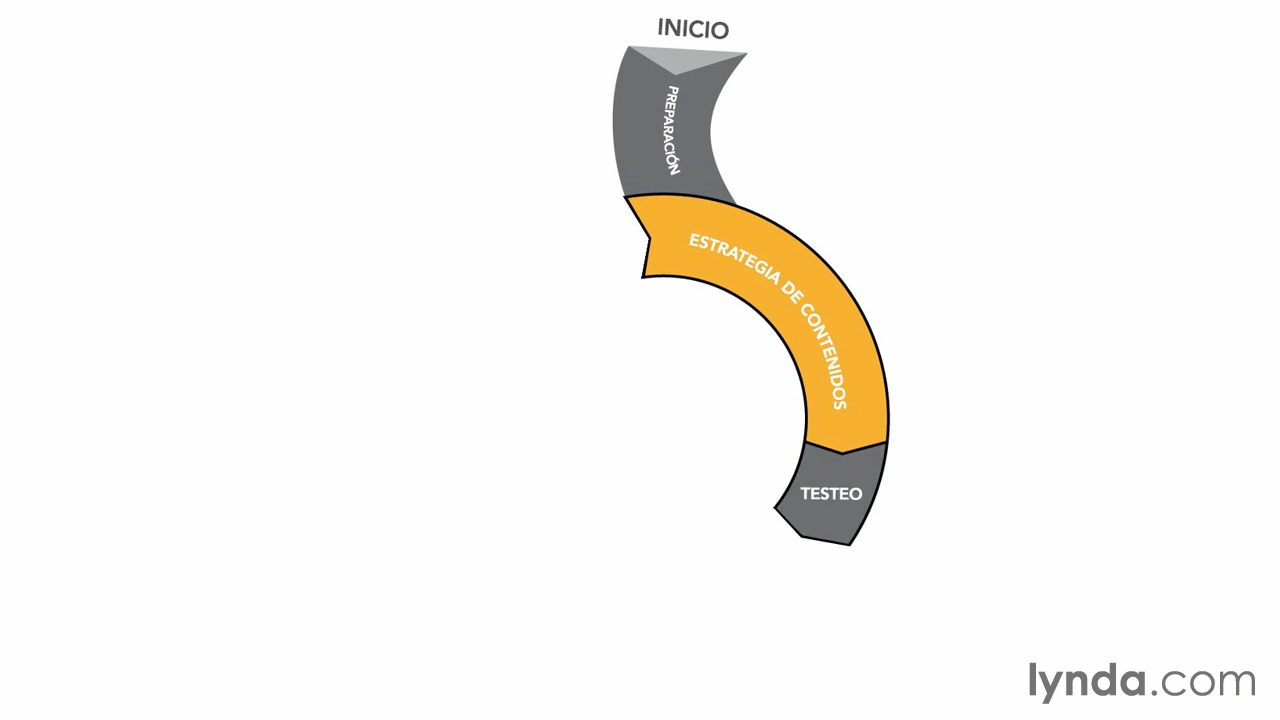 INICIO
PREPARACIÓN
ESTRATEGIA DE CONTENIDOS
TESTEO
lynda.com